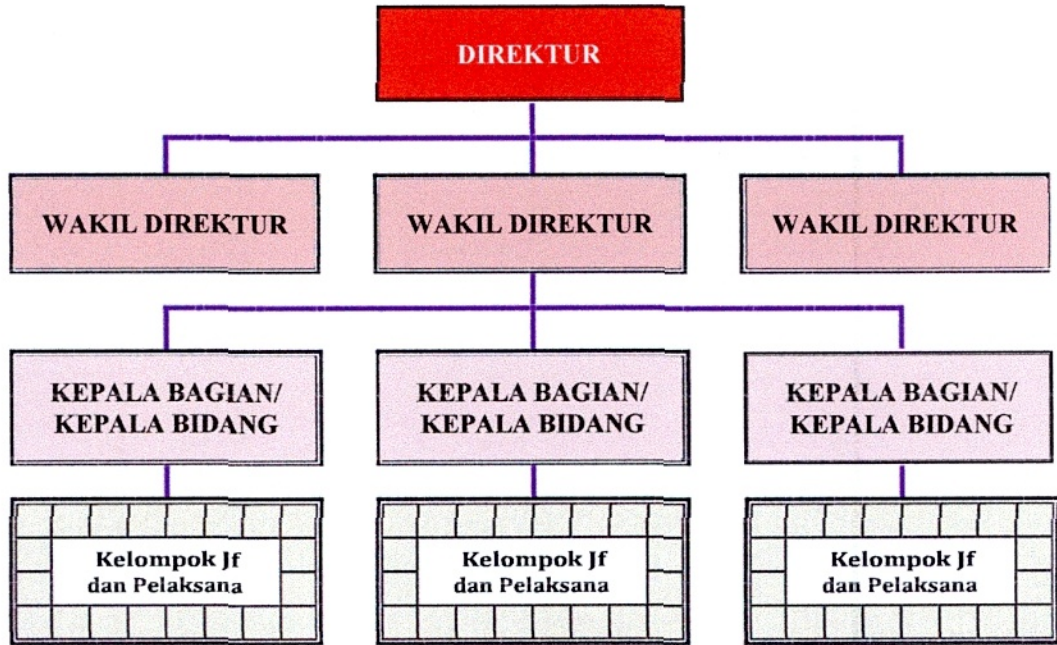 DIREKTUR
WAKIL DIREKTUR
WAKIL DIREKTUR
WAKIL DIREKTUR
KEPALA BAGIAN/
KEPALA BIDANG
KEPALA BAGIAN/
KEPALA BIDANG
KEPALA BAGIAN/
KEPALA BIDANG
Kelompok Jf
dan Pelaksana
Kelompok Jf
dan Pelaksana
Kelompok Jf
dan Pelaksana